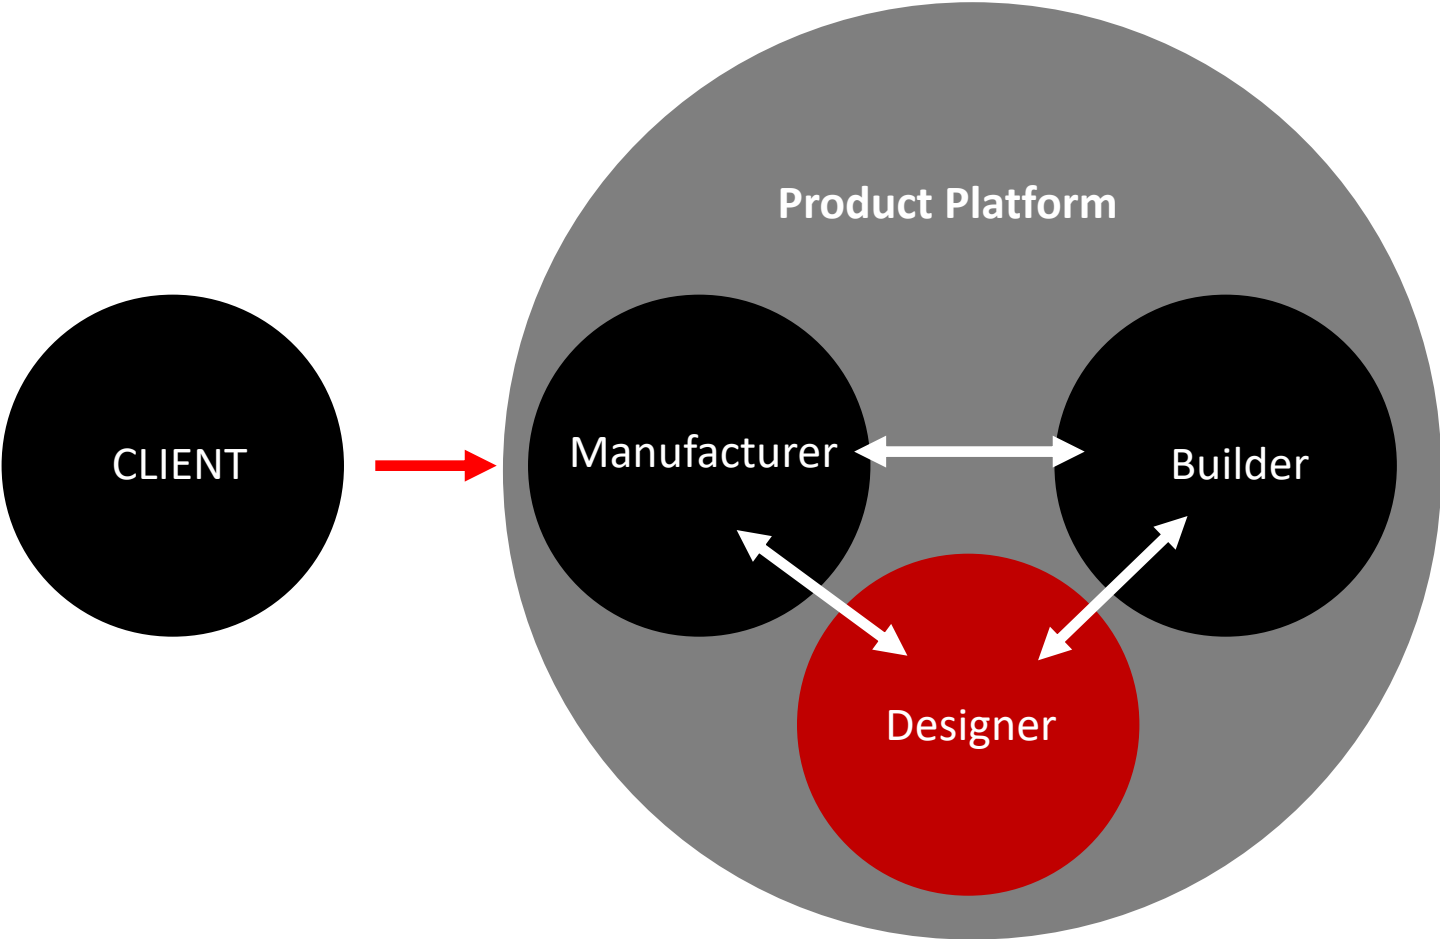 Product Platform
CLIENT
Manufacturer
Builder
Designer